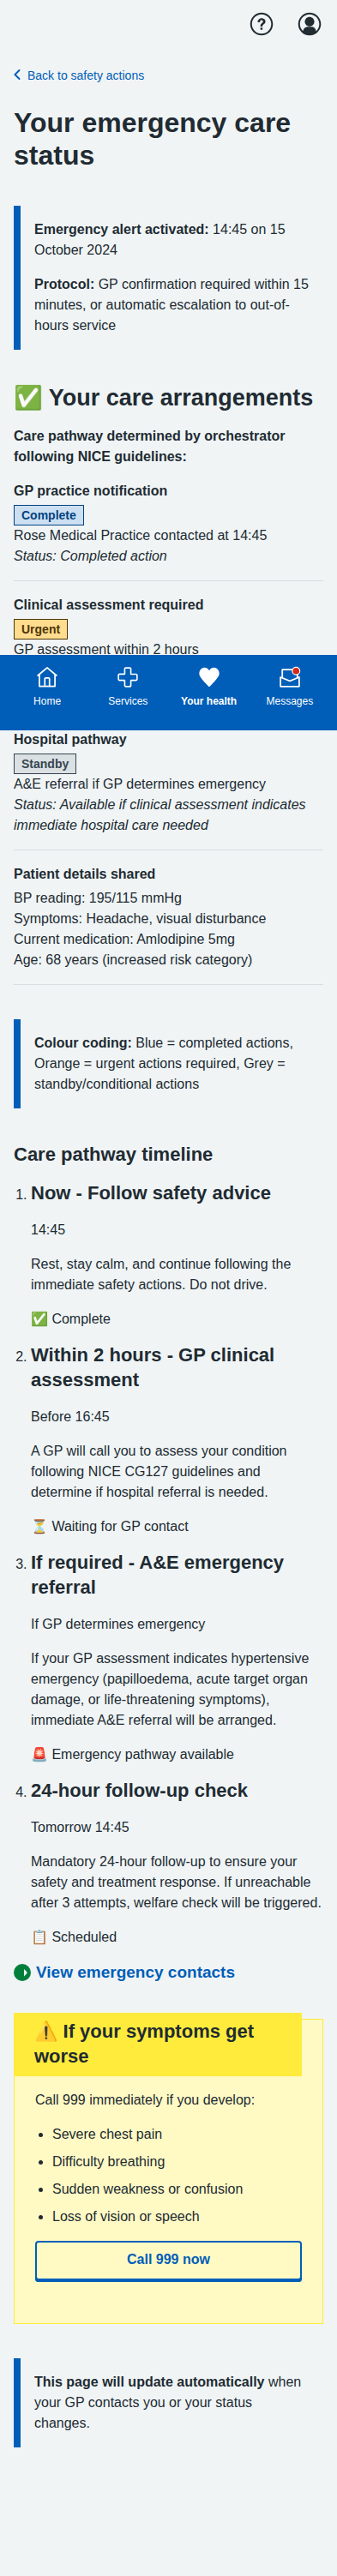 Back to safety actions
Your emergency care
status
Emergency alert activated: 14:45 on 15
October 2024
Protocol: GP confirmation required within 15
minutes, or automatic escalation to out-of-
hours service
✅ Your care arrangements
Care pathway determined by orchestrator
following NICE guidelines:
GP practice notification
Complete
Rose Medical Practice contacted at 14:45
Status: Completed action
Clinical assessment required
Urgent
GP assessment within 2 hours
Home Services Your health Messages
Hospital pathway
Standby
A&E referral if GP determines emergency
Status: Available if clinical assessment indicates
immediate hospital care needed
Patient details shared
BP reading: 195/115 mmHg
Symptoms: Headache, visual disturbance
Current medication: Amlodipine 5mg
Age: 68 years (increased risk category)
Colour coding: Blue = completed actions,
Orange = urgent actions required, Grey =
standby/conditional actions
Care pathway timeline
1. Now - Follow safety advice
14:45
Rest, stay calm, and continue following the
immediate safety actions. Do not drive.
✅ Complete
2. Within 2 hours - GP clinical
assessment
Before 16:45
A GP will call you to assess your condition
following NICE CG127 guidelines and
determine if hospital referral is needed.
⏳ Waiting for GP contact
3. If required - A&E emergency
referral
If GP determines emergency
If your GP assessment indicates hypertensive
emergency (papilloedema, acute target organ
damage, or life-threatening symptoms),
immediate A&E referral will be arranged.
🚨 Emergency pathway available
4. 24-hour follow-up check
Tomorrow 14:45
Mandatory 24-hour follow-up to ensure your
safety and treatment response. If unreachable
after 3 attempts, welfare check will be triggered.
📋 Scheduled
View emergency contacts
⚠️ If your symptoms get
worse
Call 999 immediately if you develop:
• Severe chest pain
• Difficulty breathing
• Sudden weakness or confusion
• Loss of vision or speech
Call 999 now
This page will update automatically when
your GP contacts you or your status
changes.